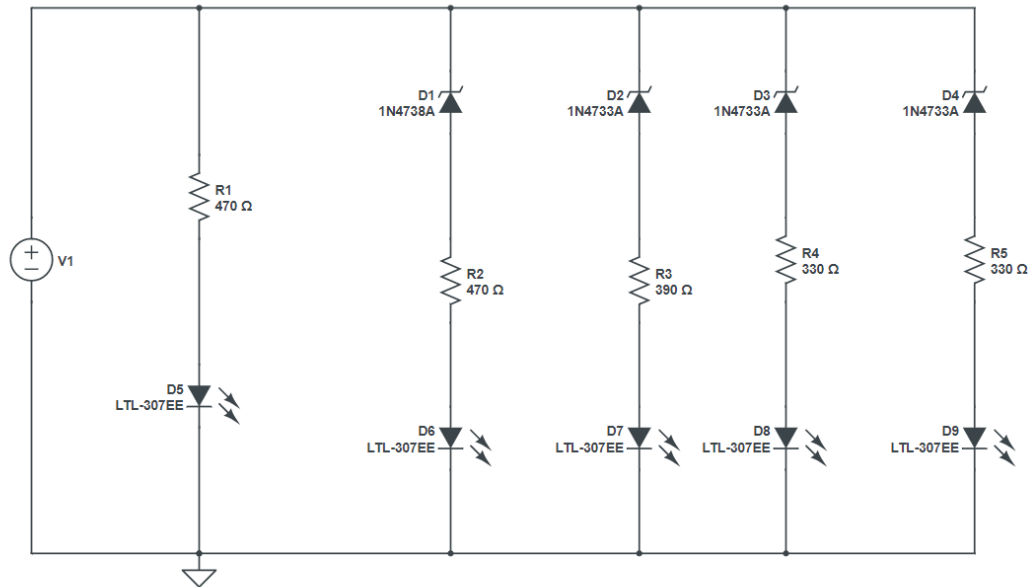 D1
1N4738A
D2
1N4733A
D3
1N4733A
D4
1N4733A
R1
470 Ω
V1
R2
470 Ω
R3
390 Ω
R4
330 Ω
R5
330 Ω
D5
LTL-307EE
D6
LTL-307EE
D7
LTL-307EE
D8
LTL-307EE
D9
LTL-307EE